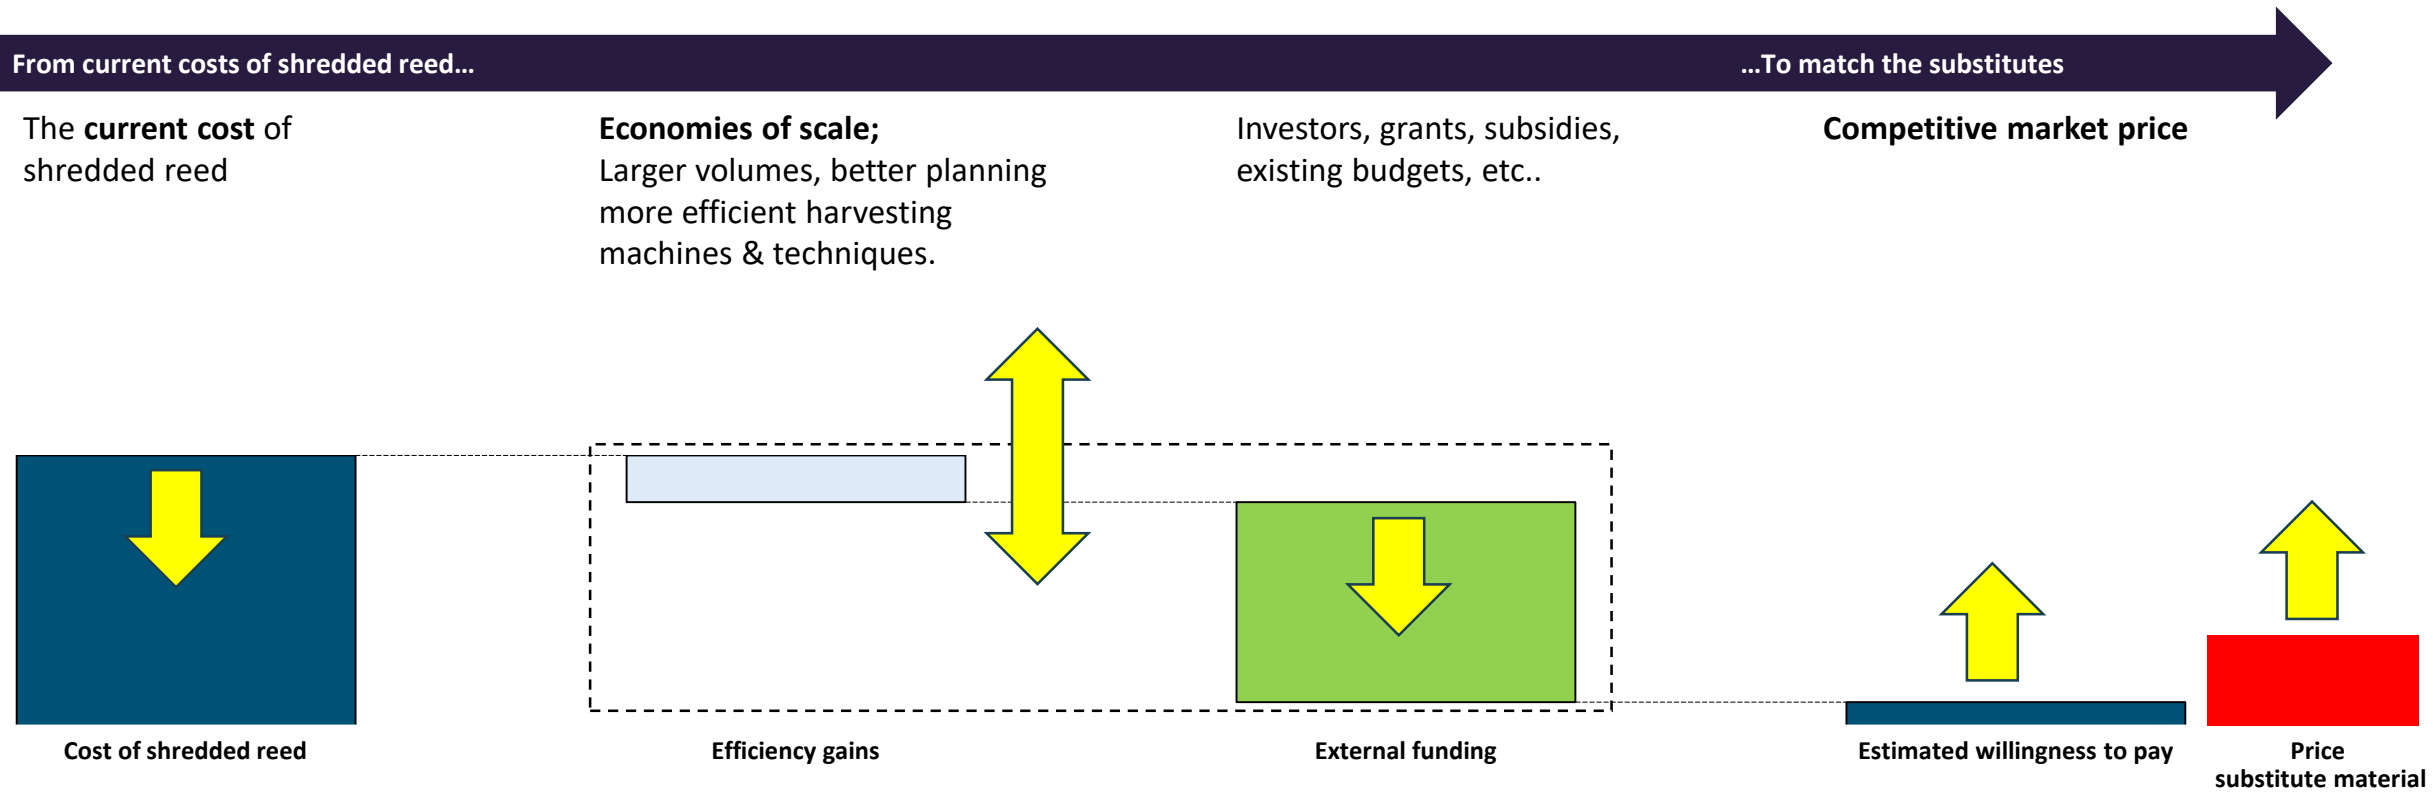 From current costs of shredded reed…
…To match the substitutes
The current cost of
shredded reed
Economies of scale;
Larger volumes, better planning
more efficient harvesting
machines & techniques.
Investors, grants, subsidies,
existing budgets, etc..
Competitive market price
Cost of shredded reed
Efficiency gains
External funding
Estimated willingness to pay
Price
substitute material